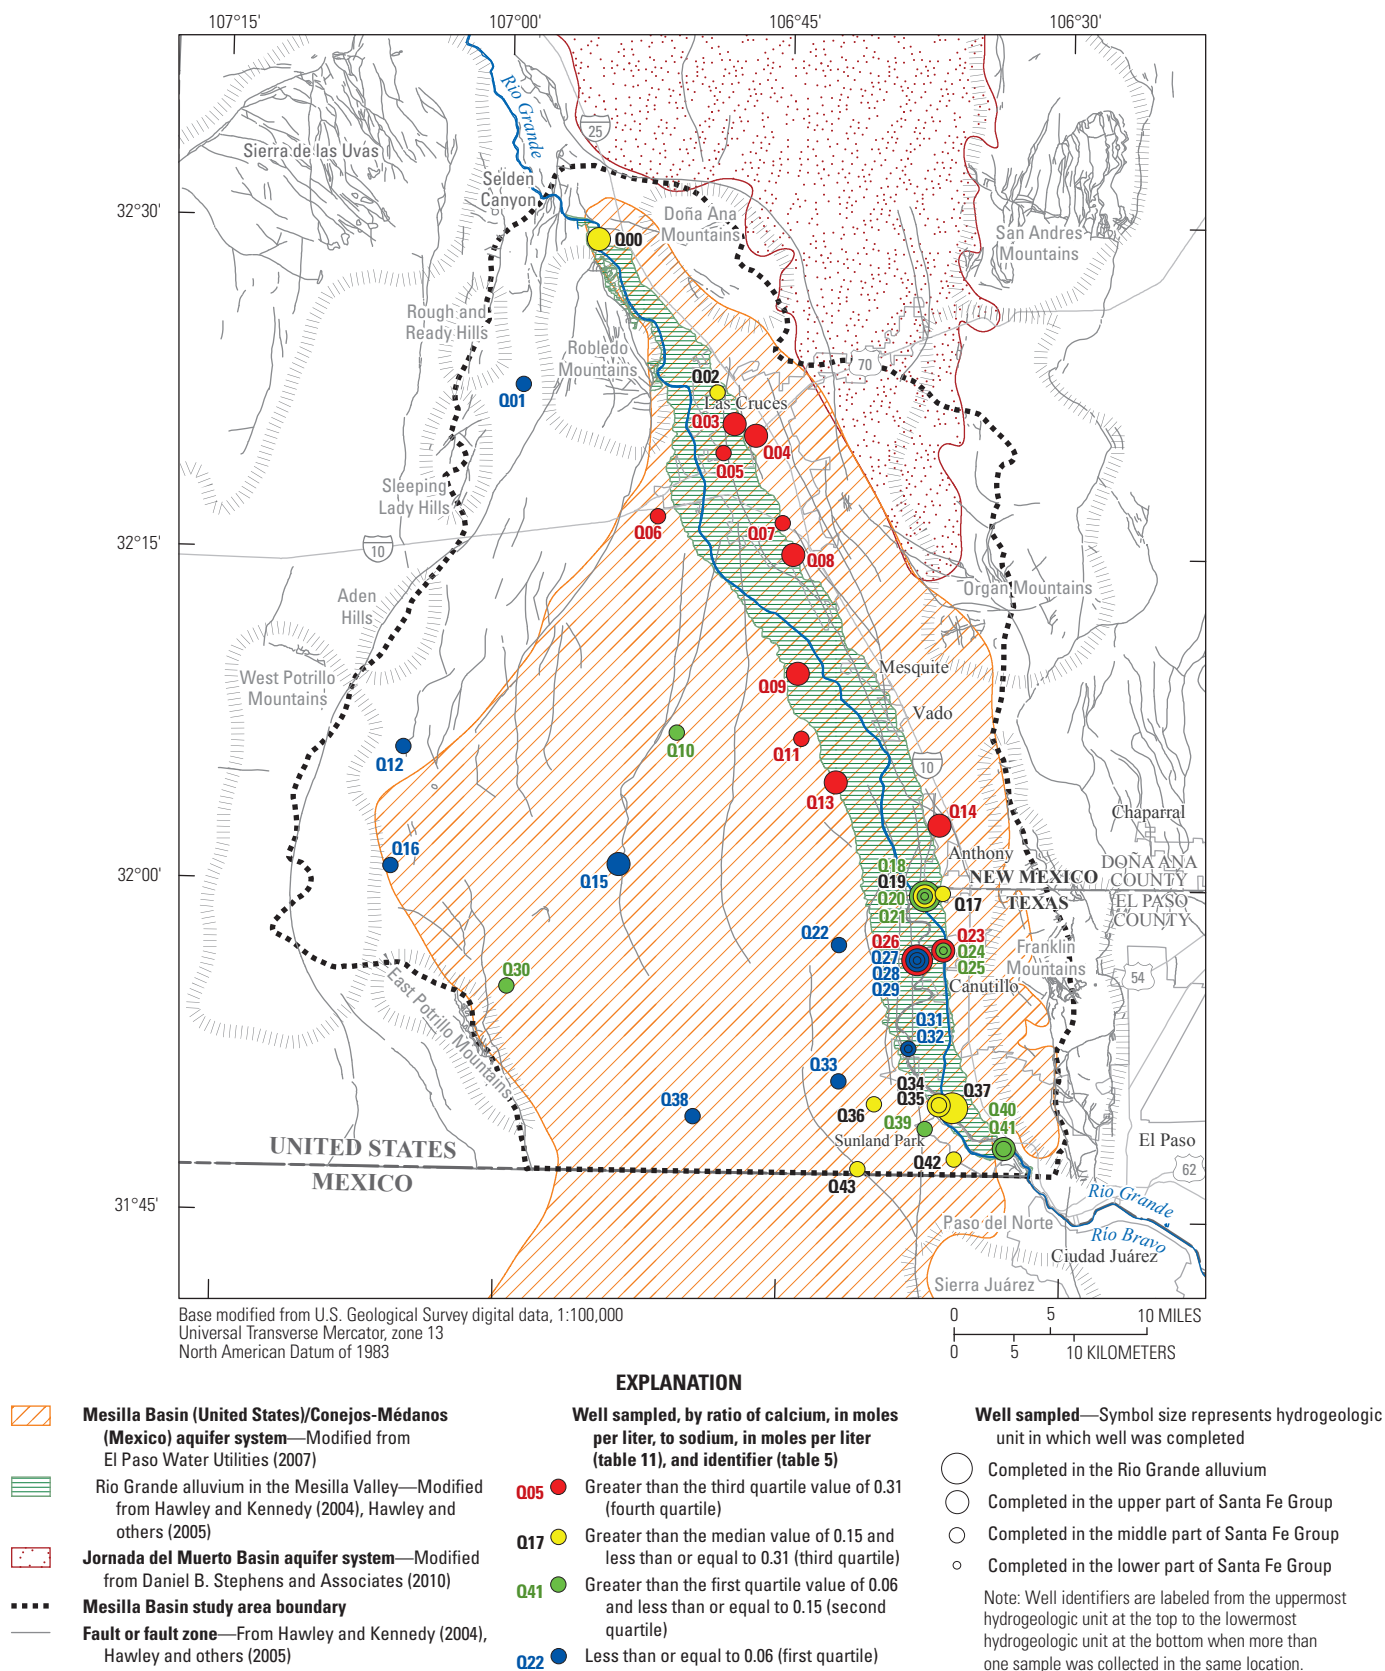 107°15'
107°00'
106°45'
106°30'
Rio Grande
25
Sierra de las Uvas
Selden
Canyon
32°30'
Doña Ana
Mountains
San Andres
Mountains
Q00
Rough and
Ready Hills
Robledo
Mountains
70
Q02
Las Cruces
Q01
Q03
Q04
Q05
Sleeping
Lady Hills
Q06
Q07
32°15'
10
Q08
Organ Mountains
Aden
Hills
West Potrillo
Mountains
Mesquite
Q09
Vado
Q10
Q11
Q12
10
Q13
Q14
Chaparral
Anthony
Q16
Q15
Q18
Q19
Q20
Q21
Q17
32°00'
DOÑA ANA
COUNTY
NEW MEXICO
TEXAS
EL PASO
COUNTY
Q22
Q26
Q27
Q28
Q29
Q23
Q24
Q25
Franklin
Mountains
54
Canutillo
Q30
East Potrillo Mountains
Q31
Q32
Q33
Q34
Q35
Q37
Q36
Q38
Q39
Q40
Q41
Sunland Park
El Paso
UNITED STATES
MEXICO
Q42
Q43
62
31°45'
Rio Grande
Río Bravo
Paso del Norte
Ciudad Juárez
Sierra Juárez
Base modified from U.S. Geological Survey digital data, 1:100,000
Universal Transverse Mercator, zone 13
North American Datum of 1983
0 5 10 MILES
0 5 10 KILOMETERS
EXPLANATION
Mesilla Basin (United States)/Conejos-Médanos
(Mexico) aquifer system—Modified from
El Paso Water Utilities (2007)
Rio Grande alluvium in the Mesilla Valley—Modified
from Hawley and Kennedy (2004), Hawley and
others (2005)
Jornada del Muerto Basin aquifer system—Modified
from Daniel B. Stephens and Associates (2010)
Mesilla Basin study area boundary
Fault or fault zone—From Hawley and Kennedy (2004),
Hawley and others (2005)
Well sampled, by ratio of calcium, in moles
per liter, to sodium, in moles per liter
(table 11), and identifier (table 5)
Q05 Greater than the third quartile value of 0.31
(fourth quartile)
Q17 Greater than the median value of 0.15 and
less than or equal to 0.31 (third quartile)
Q41 Greater than the first quartile value of 0.06
and less than or equal to 0.15 (second
quartile)
Q22 Less than or equal to 0.06 (first quartile)
Well sampled—Symbol size represents hydrogeologic
unit in which well was completed
Completed in the Rio Grande alluvium
Completed in the upper part of Santa Fe Group
Completed in the middle part of Santa Fe Group
Completed in the lower part of Santa Fe Group
Note: Well identifiers are labeled from the uppermost
hydrogeologic unit at the top to the lowermost
hydrogeologic unit at the bottom when more than
one sample was collected in the same location.